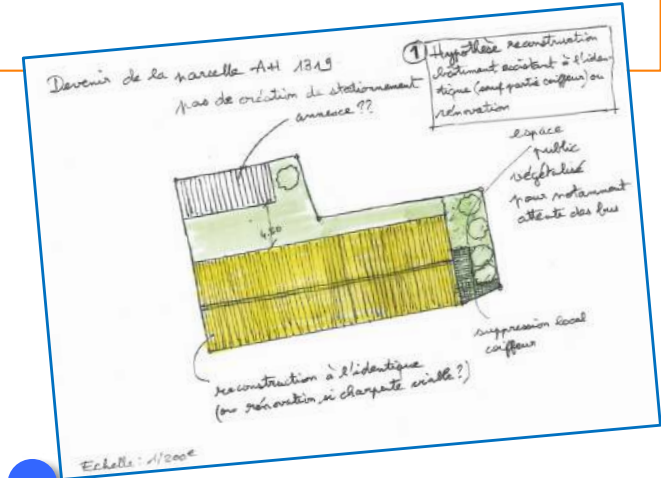 Devenir de la parcelle AH 1319
pas de création de stationnement
annexe ??
1 Hypothèse reconstruction
bâtiment existant à l'iden-
tique (sauf partie coiffeur) ou
rénovation
espace
public
végétalisé
pour notamment
attente des bus
4.50
suppression local
coiffeur
reconstruction à l'identique
(ou rénovation, si charpente viable ?)
Echelle : 1/200e